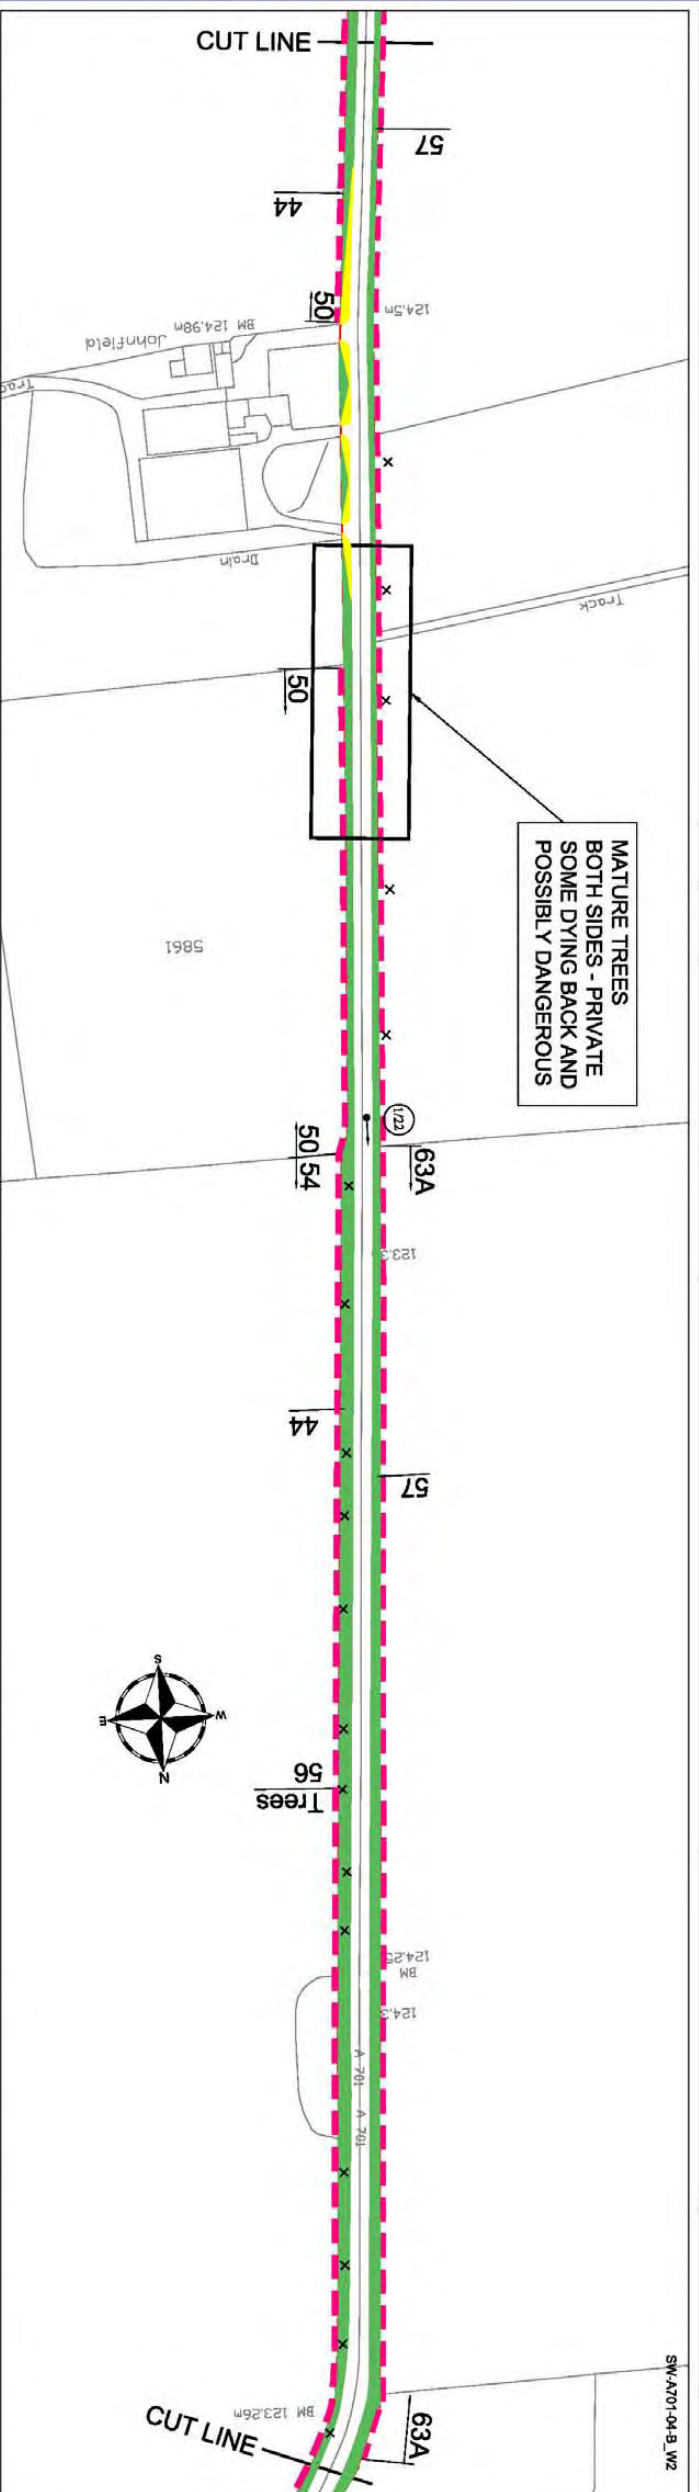 CUT LINE
57
44
50
124.5m
BM 124.98m
Johnfield
Drain
Track
50
MATURE TREES
BOTH SIDES - PRIVATE
SOME DYING BACK AND
POSSIBLY DANGEROUS
5861
1/22
50 54
63A
123.3
44
57
S
E
W
N
56
Trees
124.25
BM
124.3
A 701 A 701
SW-A701-04-B_W2
BM 123.26m
CUT LINE
63A